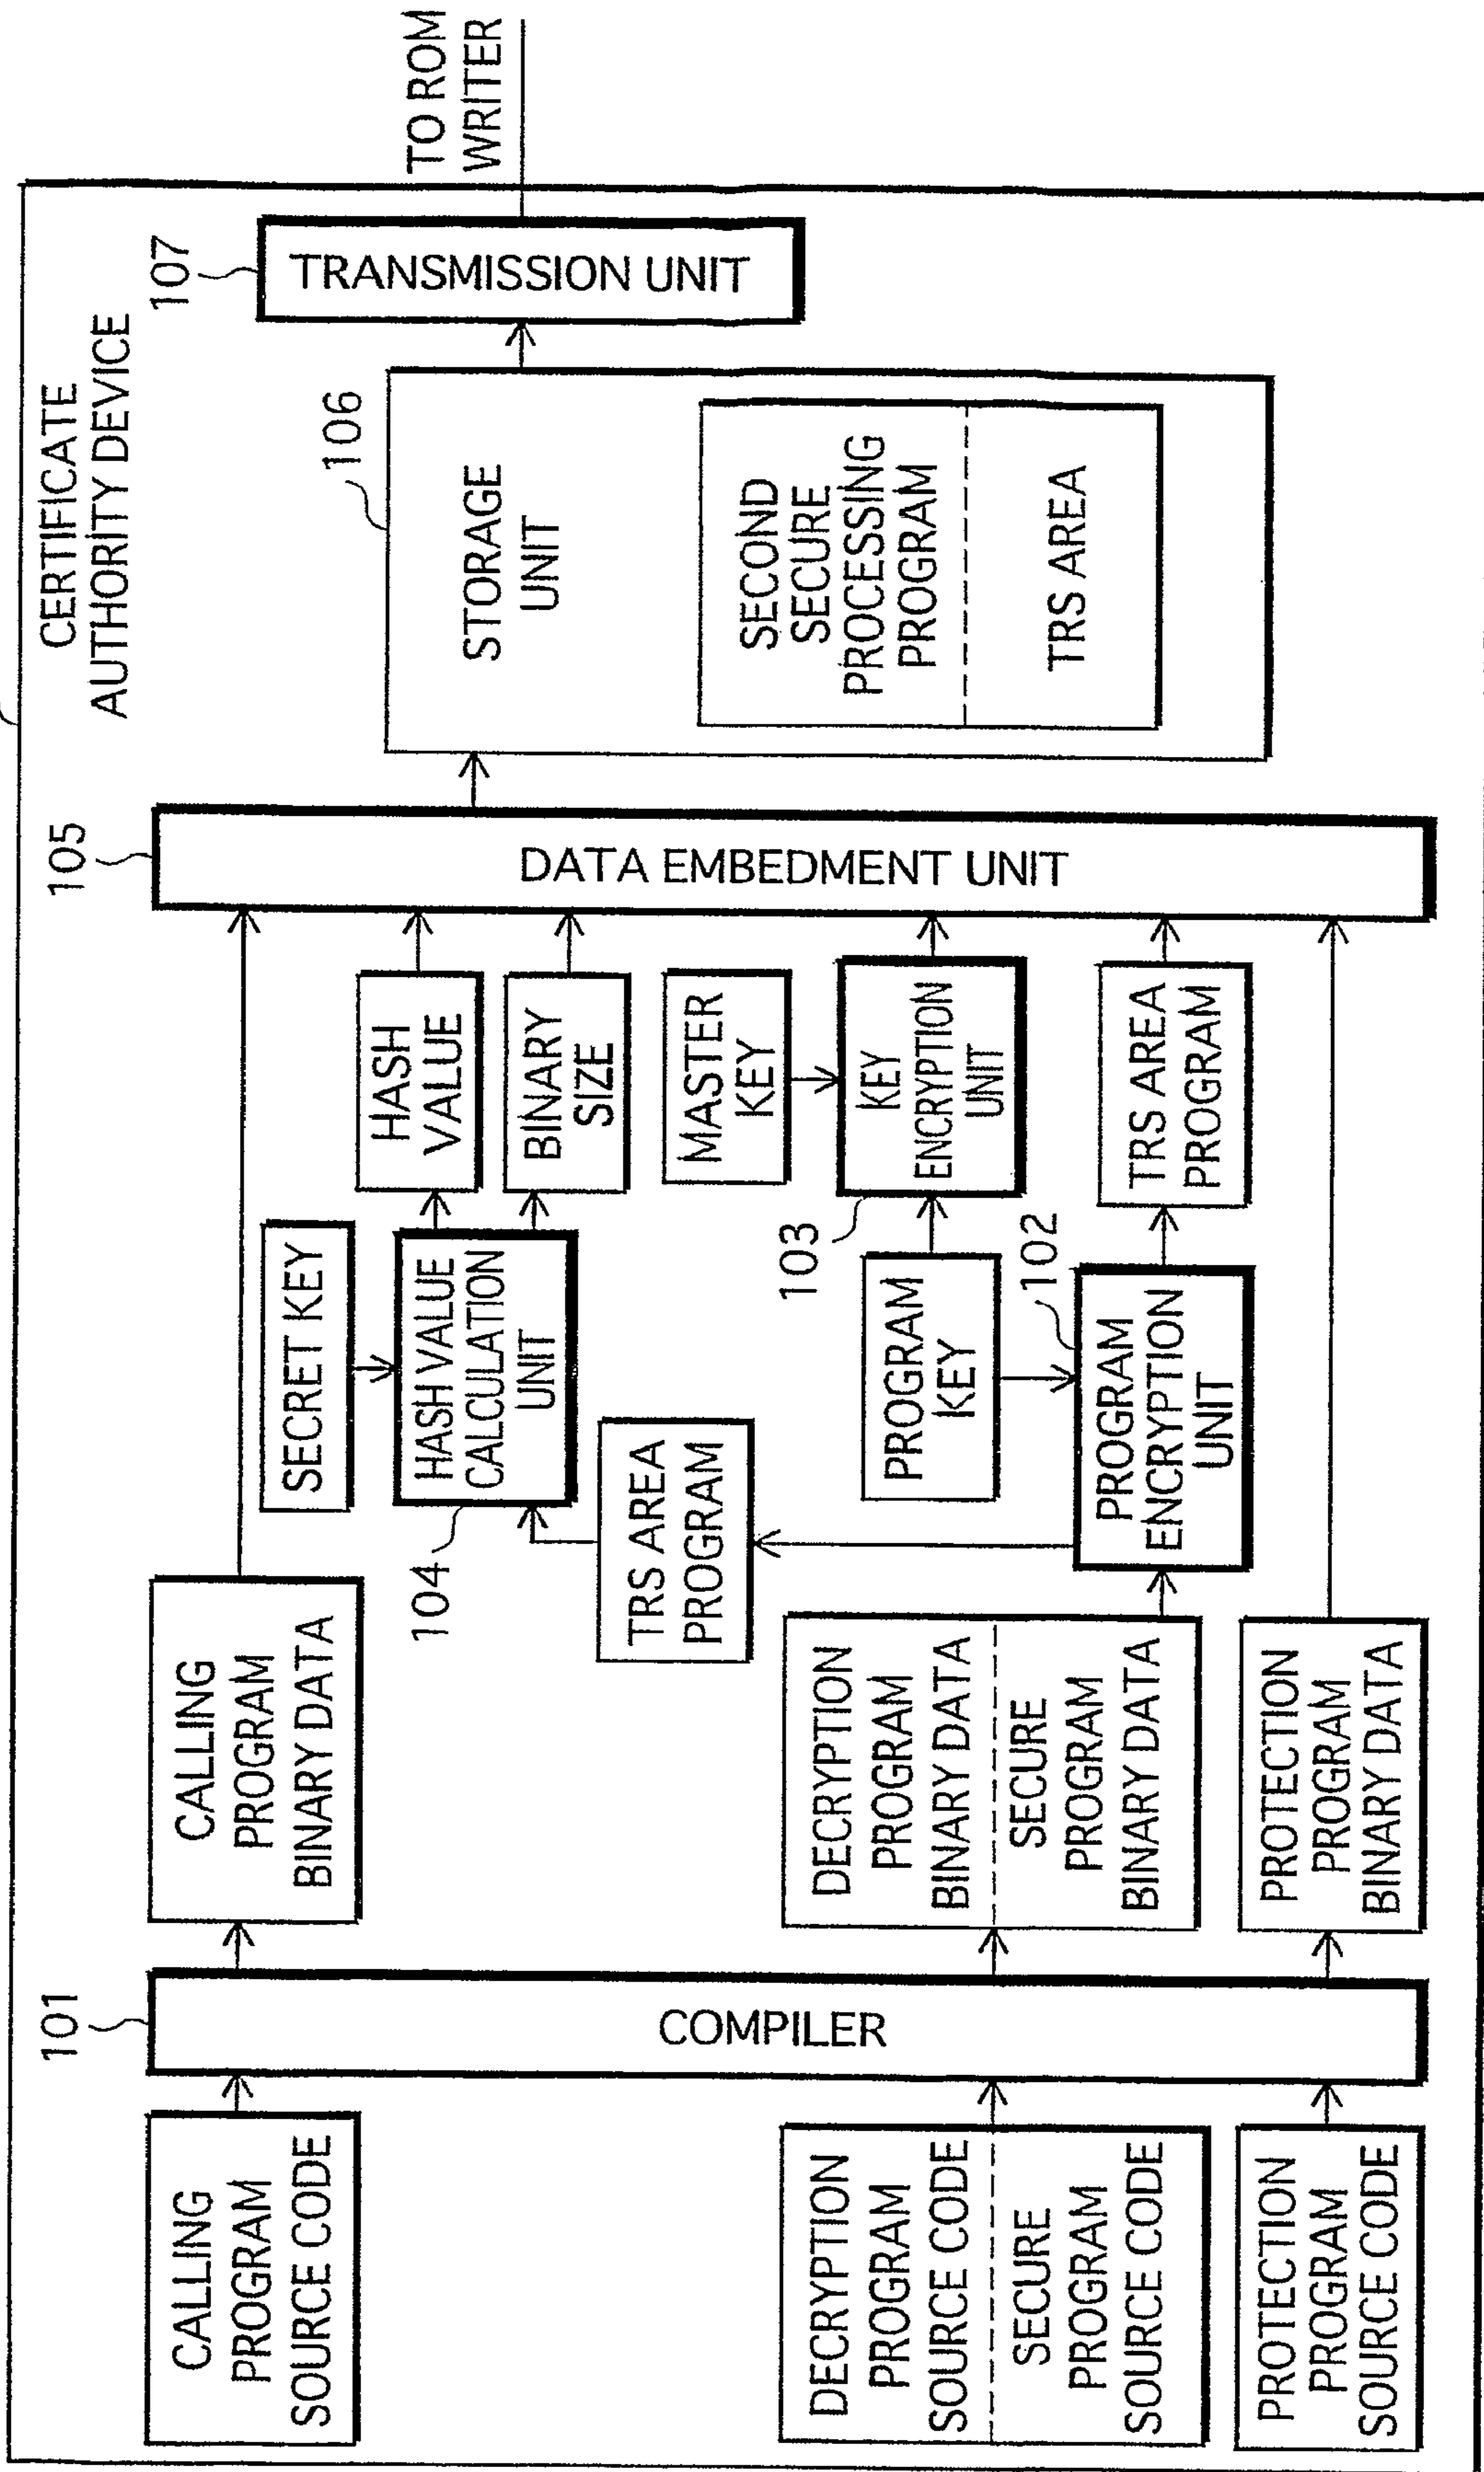 CERTIFICATE
AUTHORITY DEVICE
CALLING
PROGRAM
SOURCE CODE
DECRYPTION
PROGRAM
SOURCE CODE
SECURE
PROGRAM
SOURCE CODE
PROTECTION
PROGRAM
SOURCE CODE
101
COMPILER
CALLING
PROGRAM
BINARY DATA
DECRYPTION
PROGRAM
BINARY DATA
SECURE
PROGRAM
BINARY DATA
PROTECTION
PROGRAM
BINARY DATA
SECRET KEY
104
HASH VALUE
CALCULATION
UNIT
TRS AREA
PROGRAM
PROGRAM
KEY
102
PROGRAM
ENCRYPTION
UNIT
HASH
VALUE
BINARY
SIZE
MASTER
KEY
103
KEY
ENCRYPTION
UNIT
TRS AREA
PROGRAM
105
DATA EMBEDMENT UNIT
106
STORAGE
UNIT
SECOND
SECURE
PROCESSING
PROGRAM
TRS AREA
107
TRANSMISSION UNIT
TO ROM
WRITER